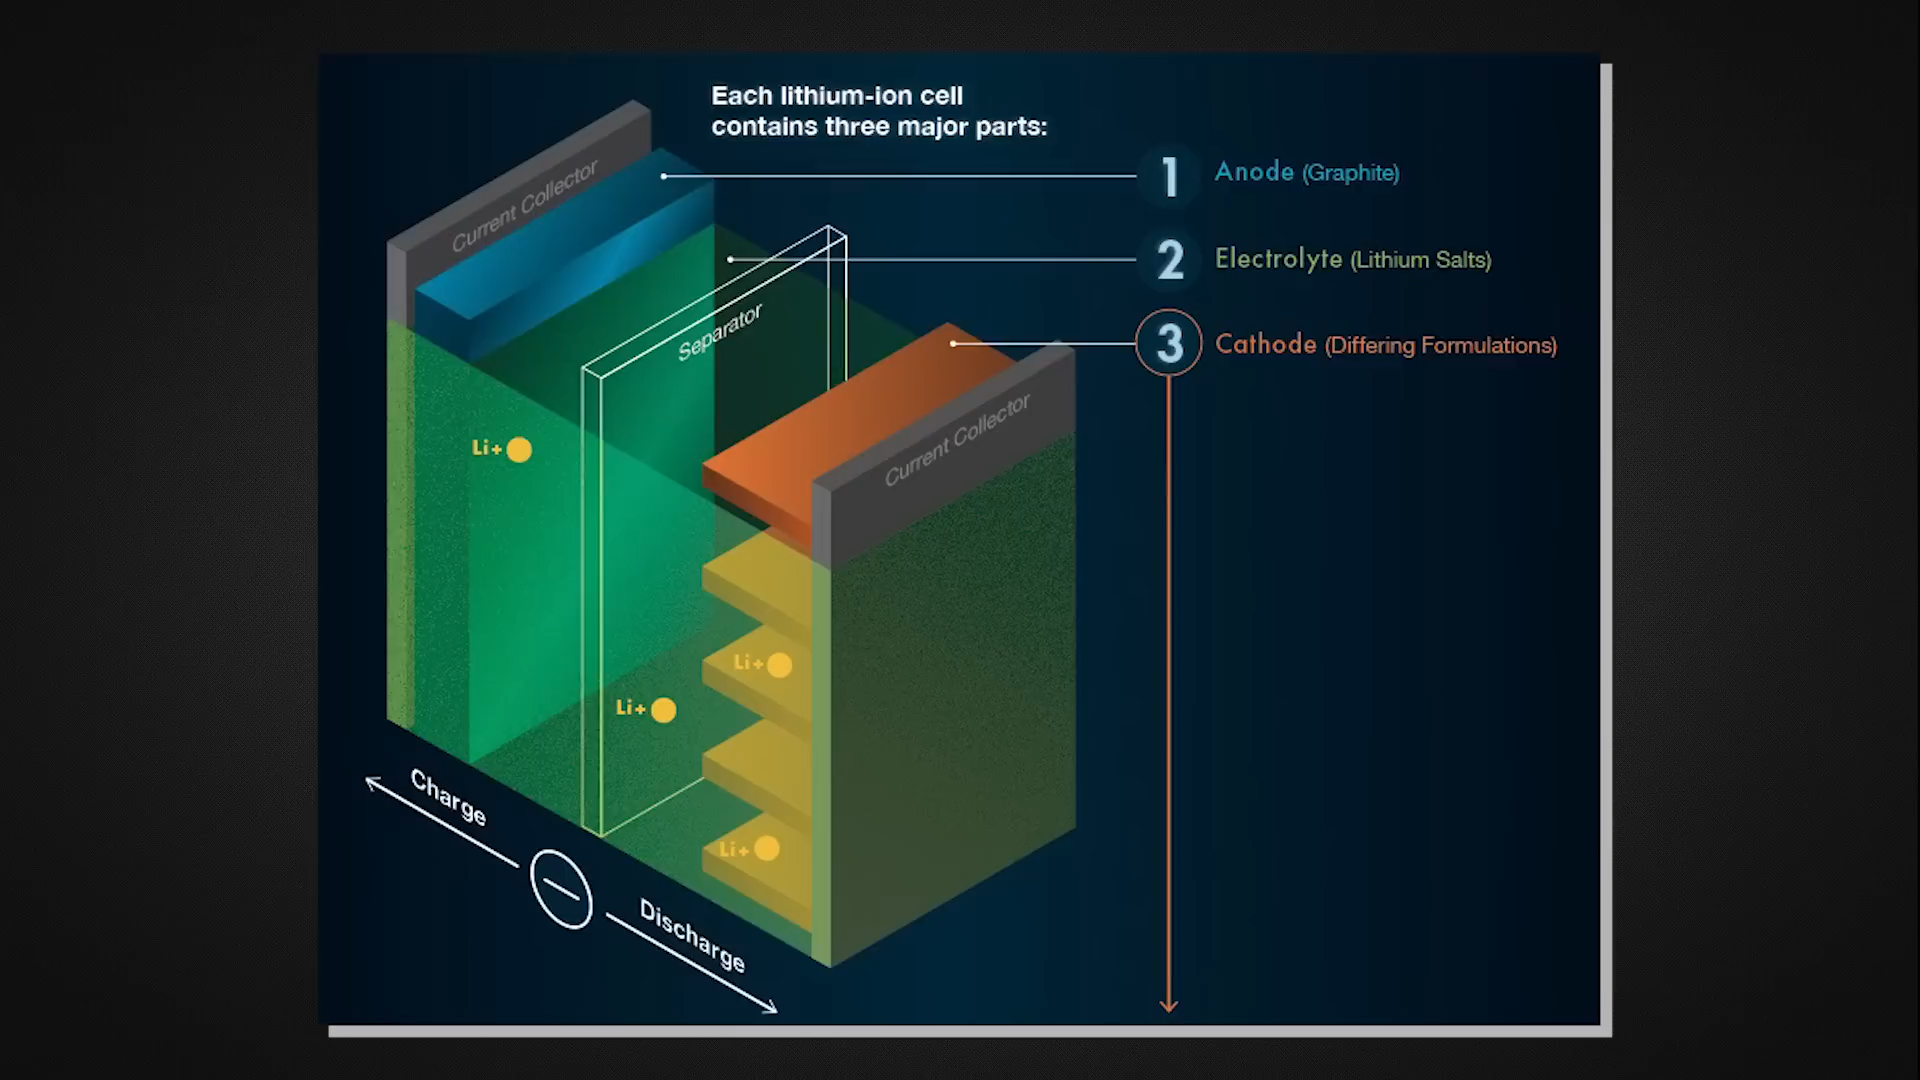 Each lithium-ion cell
contains three major parts:
1 Anode (Graphite)
2 Electrolyte (Lithium Salts)
3 Cathode (Differing Formulations)
Current Collector
Separator
Current Collector
Li+
Li+
Li+
Li+
Charge
Discharge